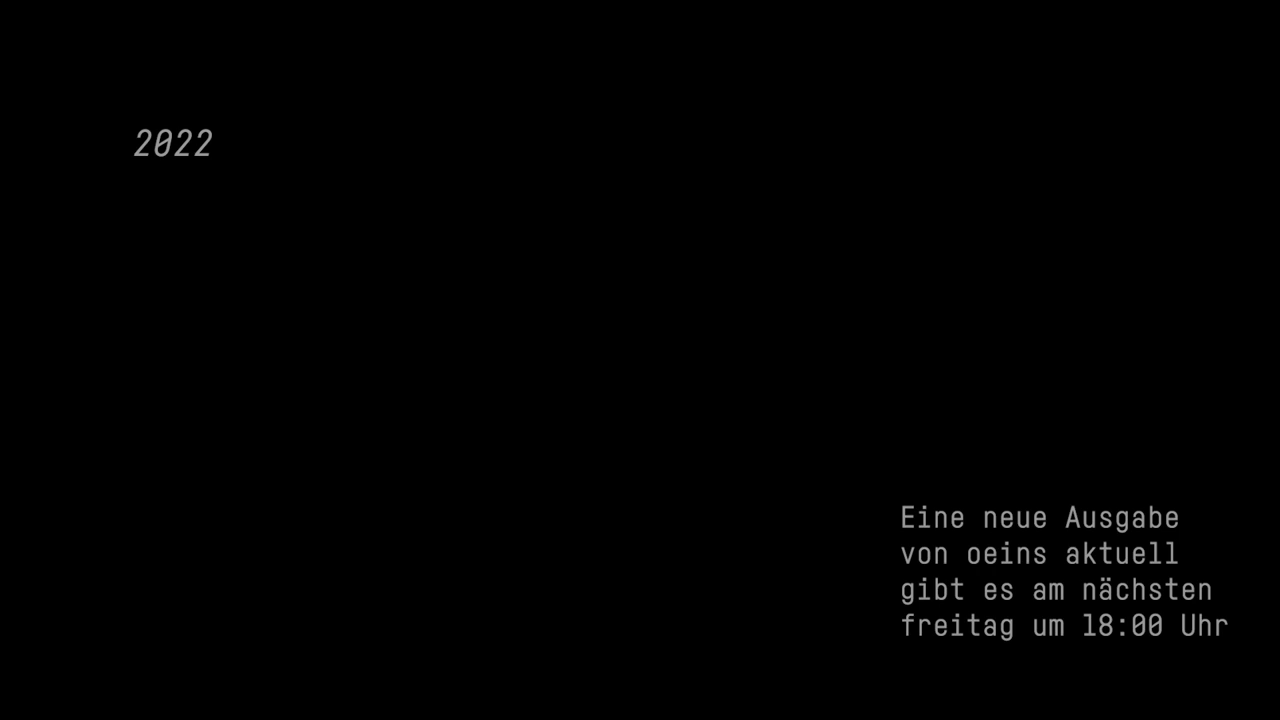 2022
Eine neue Ausgabe
von oeins aktuell
gibt es am nächsten
freitag um 18:00 Uhr